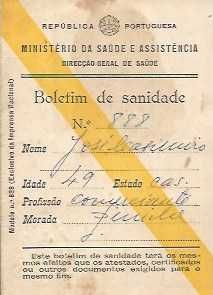 REPÚBLICA PORTUGUESA
MINISTÉRIO DA SAÚDE E ASSISTÊNCIA
DIRECÇÃO-GERAL DE SAÚDE
Boletim de sanidade
N.º 888
Nome José Casimiro
Idade 49 Estado cas.
Profissão comerciante
Morada
Este boletim de sanidade terá os mesmos
efeitos que os atestados, certificados
ou outros documentos exigidos para o
mesmo fim.
Modelo n.º 688 (Exclusivo da Imprensa Nacional)